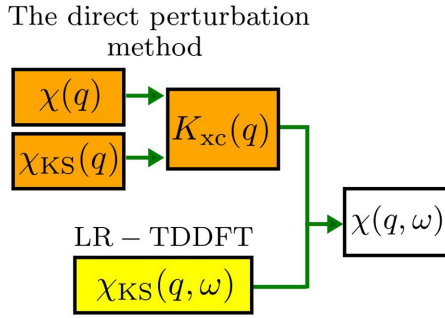 The direct perturbation
method
χ(q)
χ_KS(q)
K_xc(q)
χ(q, ω)
LR − TDDFT
χ_KS(q, ω)